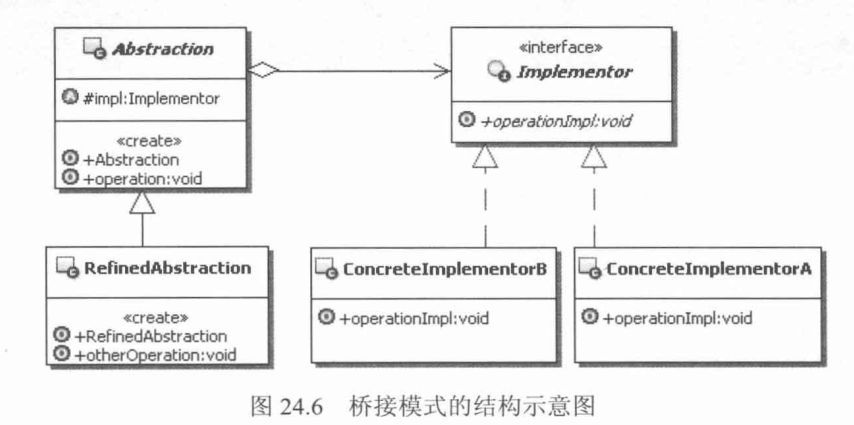 Abstraction
#impl:Implementor
«create»
+Abstraction
+operation:void
«interface»
Implementor
+operationImpl:void
RefinedAbstraction
«create»
+RefinedAbstraction
+otherOperation:void
ConcreteImplementorB
+operationImpl:void
ConcreteImplementorA
+operationImpl:void
图 24.6 桥接模式的结构示意图